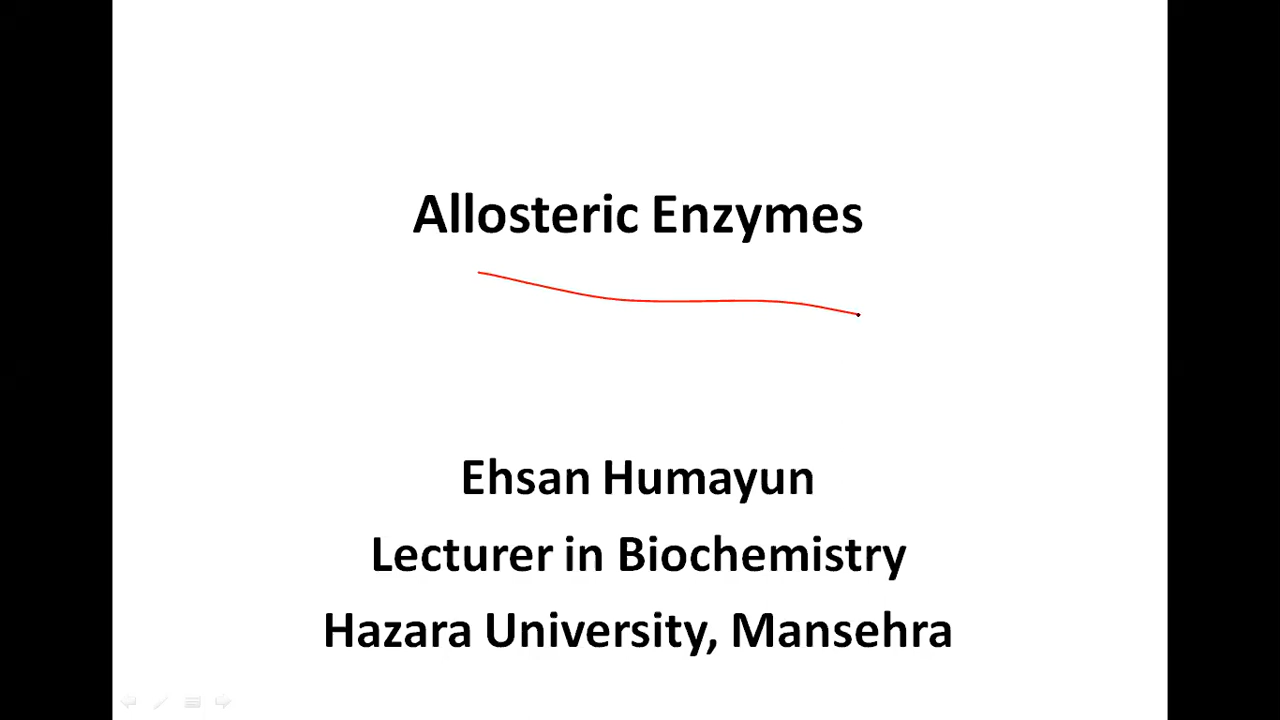 Allosteric Enzymes
Ehsan Humayun
Lecturer in Biochemistry
Hazara University, Mansehra